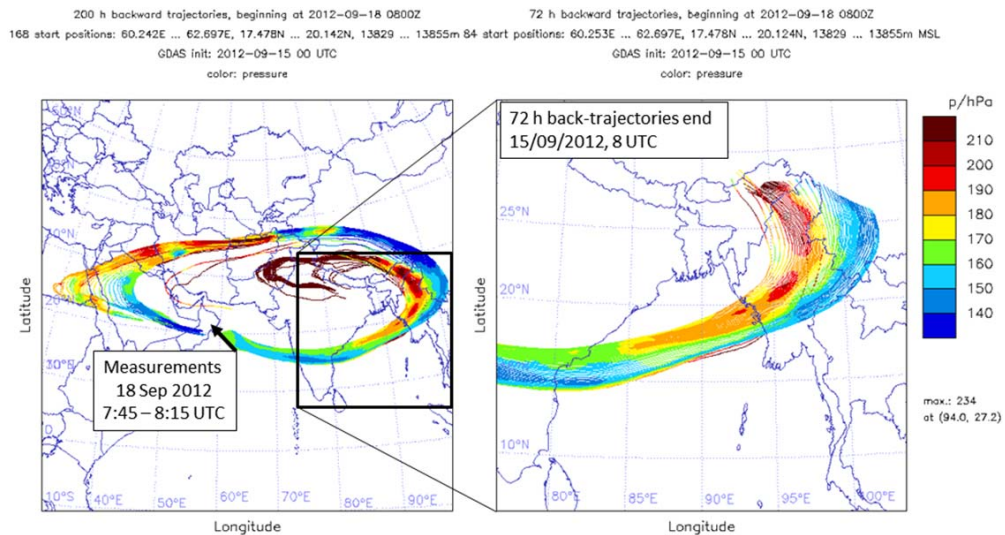 200 h backward trajectories, beginning at 2012-09-18 0800Z
168 start positions: 60.242E ... 62.697E, 17.478N ... 20.142N, 13829 ... 13855m
GDAS init: 2012-09-15 00 UTC
color: pressure
72 h backward trajectories, beginning at 2012-09-18 0800Z
84 start positions: 60.253E ... 62.697E, 17.478N ... 20.124N, 13829 ... 13855m MSL
GDAS init: 2012-09-15 00 UTC
color: pressure
Latitude
10°S
40°E
50°E
60°E
70°E
80°E
90°E
Longitude
Measurements
18 Sep 2012
7:45 – 8:15 UTC
72 h back-trajectories end
15/09/2012, 8 UTC
Latitude
25°N
20°N
10°N
80°E
85°E
90°E
95°E
100°E
Longitude
p/hPa
210
200
190
180
170
160
150
140
max.: 234
at (94.0, 27.2)